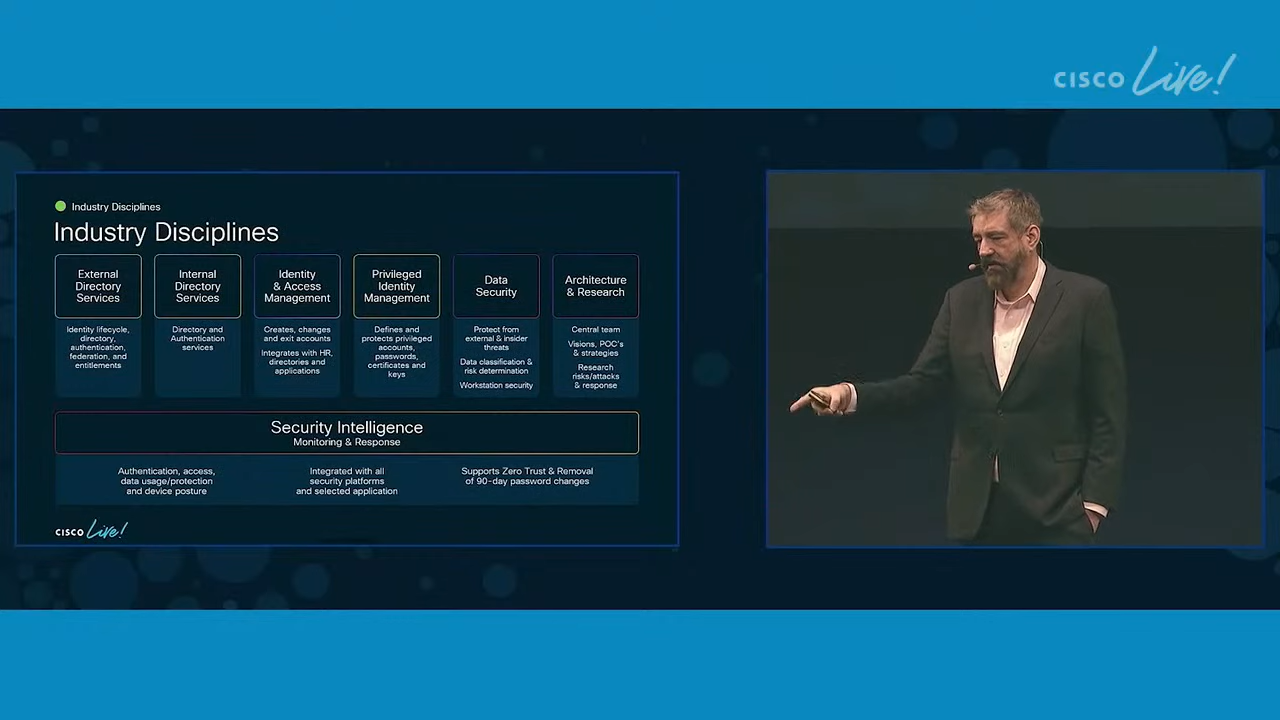 CISCO Live!
Industry Disciplines
Industry Disciplines
External
Directory
Services
Identity lifecycle,
directory,
authentication,
federation, and
entitlements
Internal
Directory
Services
Directory and
Authentication
services
Identity
& Access
Management
Creates, changes
and exit accounts
Integrates with HR,
directories and
applications
Privileged
Identity
Management
Defines and
protects privileged
accounts,
passwords,
certificates and
keys
Data
Security
Protect from
external & insider
threats
Data classification &
risk determination
Workstation security
Architecture
& Research
Central team
Visions, POC's
& strategies
Research
risks/attacks
& response
Security Intelligence
Monitoring & Response
Authentication, access,
data usage/protection
and device posture
Integrated with all
security platforms
and selected application
Supports Zero Trust & Removal
of 90-day password changes
CISCO Live!